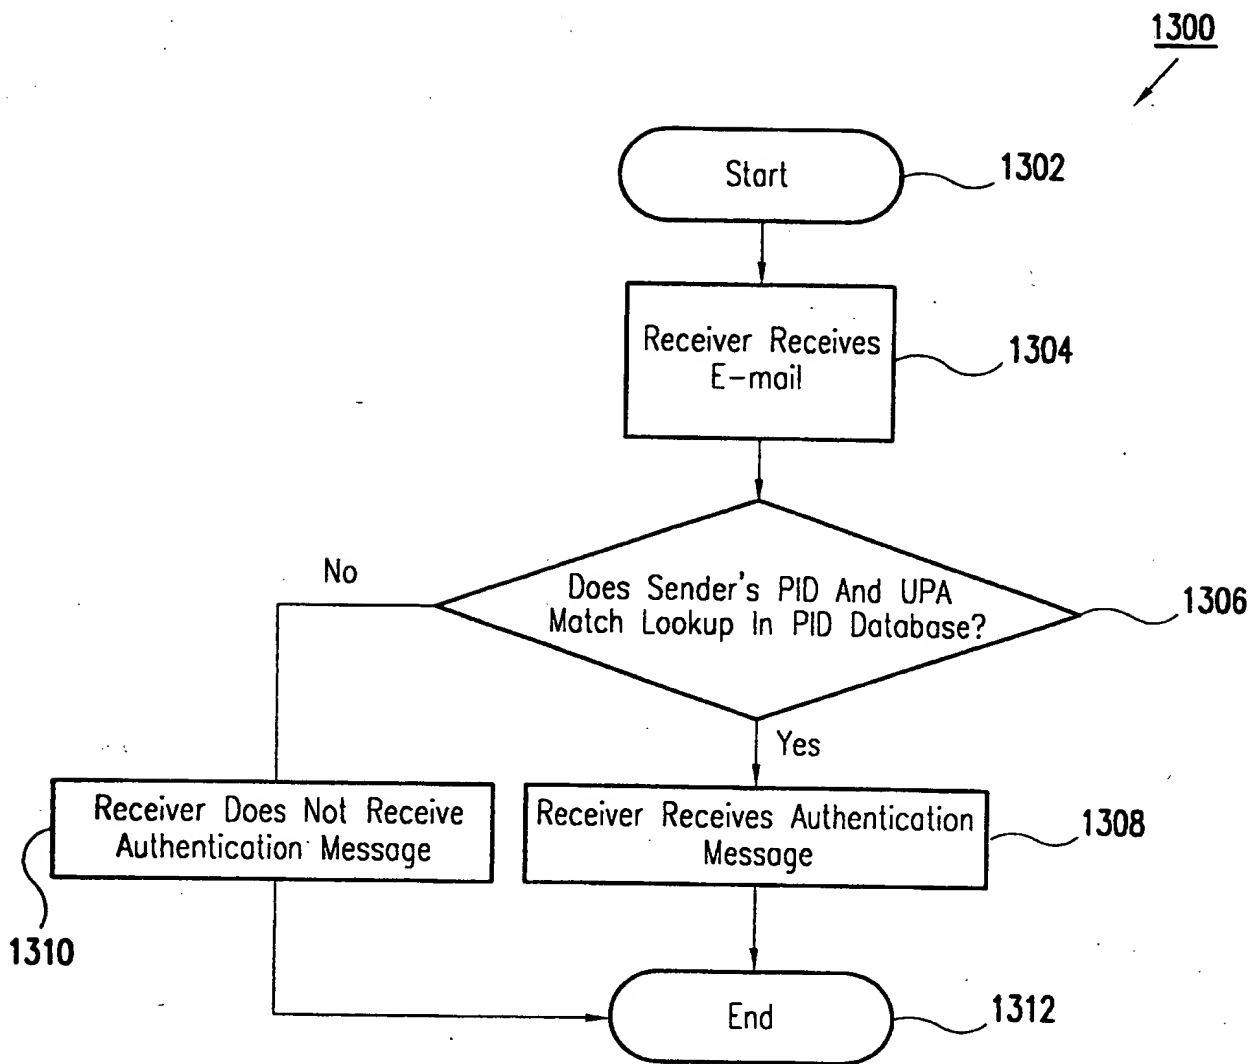 1300
Start
1302
Receiver Receives
E-mail
1304
No
Does Sender's PID And UPA
Match Lookup In PID Database?
1306
Yes
Receiver Does Not Receive
Authentication Message
Receiver Receives Authentication
Message
1308
1310
End
1312